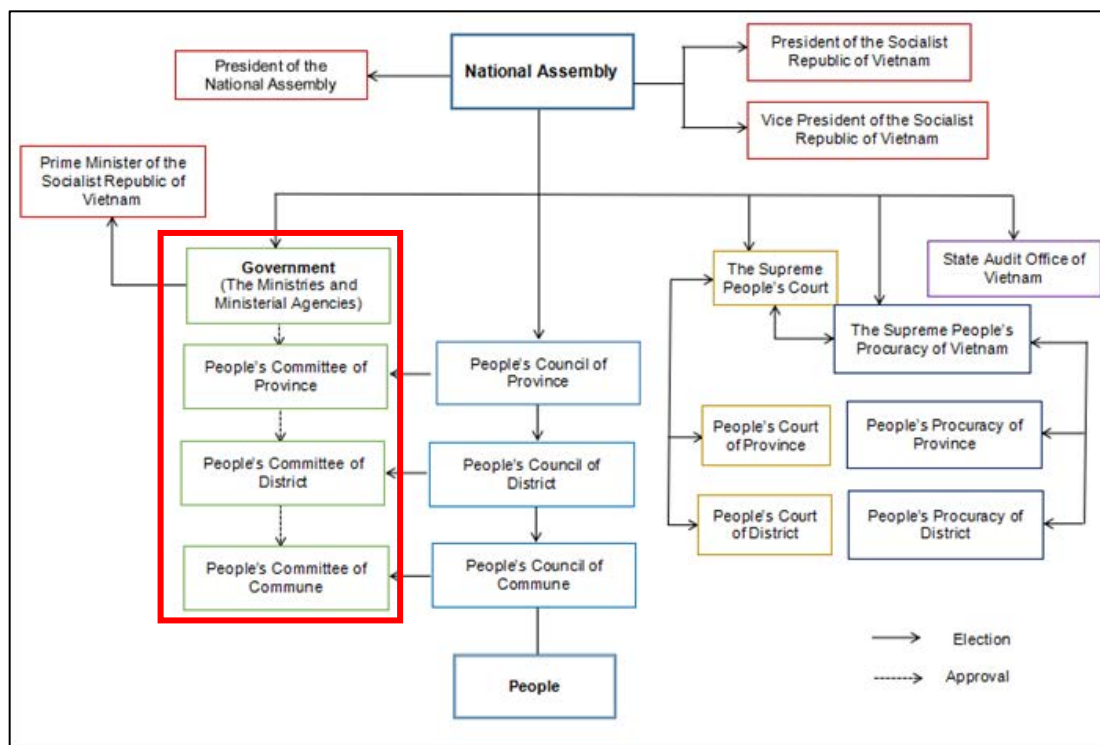 President of the
National Assembly
National Assembly
President of the Socialist
Republic of Vietnam
Vice President of the Socialist
Republic of Vietnam
Prime Minister of the
Socialist Republic of
Vietnam
Government
(The Ministries and
Ministerial Agencies)
The Supreme
People's Court
State Audit Office of
Vietnam
The Supreme People's
Procuracy of Vietnam
People's Committee of
Province
People's Council of
Province
People's Court
of Province
People's Procuracy of
Province
People's Committee of
District
People's Council of
District
People's Court
of District
People's Procuracy of
District
People's Committee of
Commune
People's Council of
Commune
People
Election
Approval